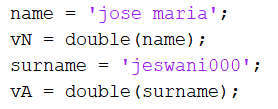 name = 'jose maria';
vN = double(name);
surname = 'jeswani000';
vA = double(surname);